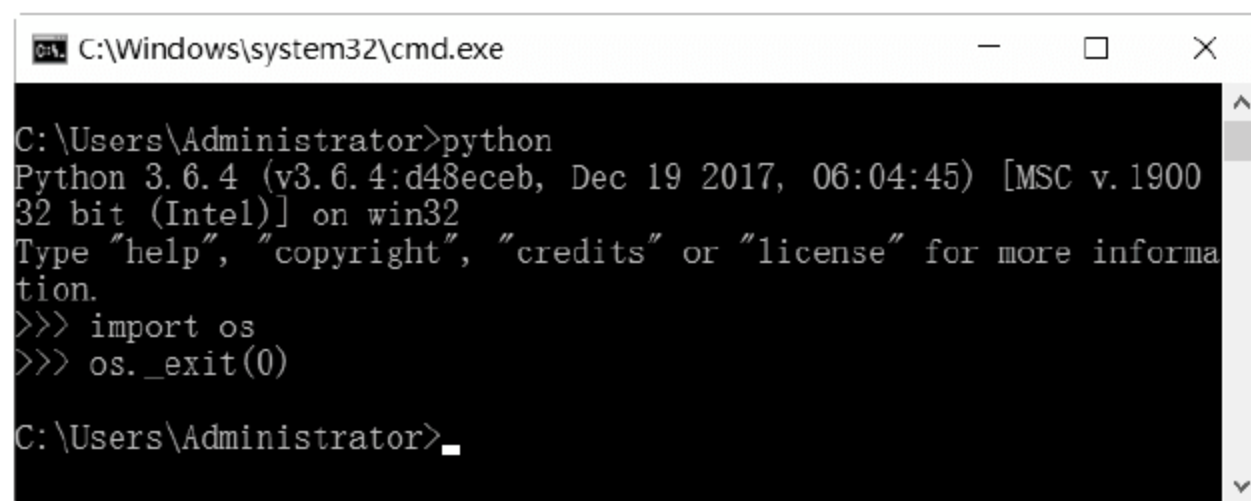 C:\Windows\system32\cmd.exe
C:\Users\Administrator>python
Python 3.6.4 (v3.6.4:d48eceb, Dec 19 2017, 06:04:45) [MSC v.1900
32 bit (Intel)] on win32
Type "help", "copyright", "credits" or "license" for more informa
tion.
>>> import os
>>> os._exit(0)
C:\Users\Administrator>